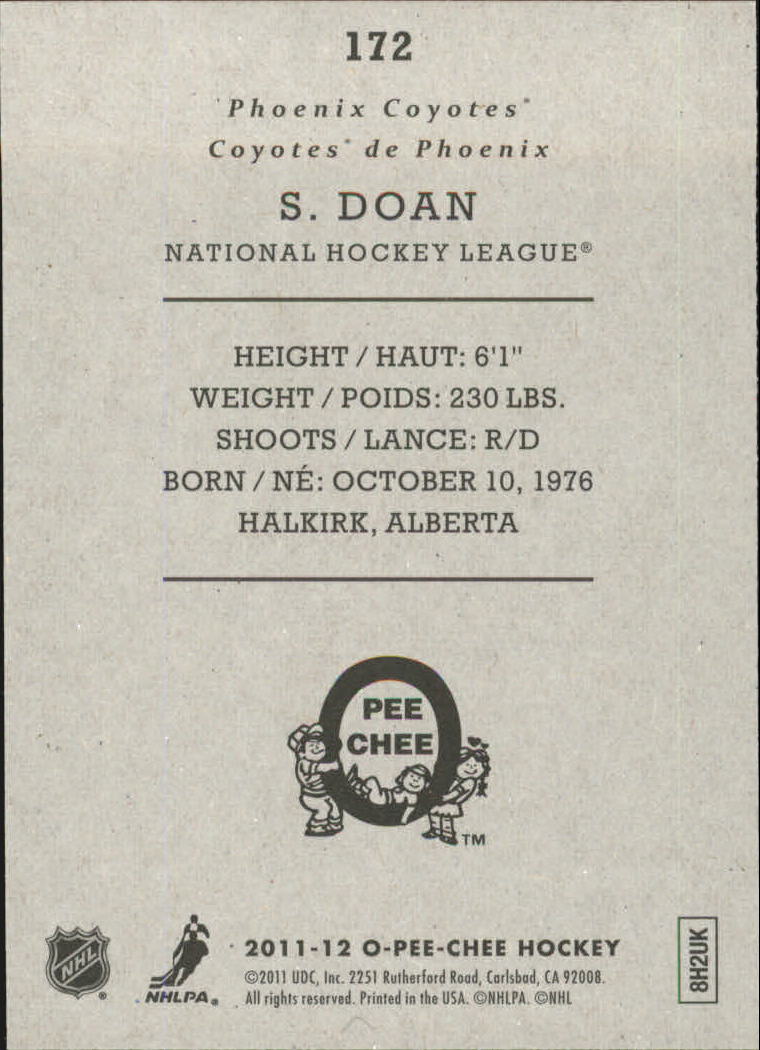 172
Phoenix Coyotes®
Coyotes® de Phoenix
S. DOAN
NATIONAL HOCKEY LEAGUE®
HEIGHT / HAUT: 6'1"
WEIGHT / POIDS: 230 LBS.
SHOOTS / LANCE: R/D
BORN / NÉ: OCTOBER 10, 1976
HALKIRK, ALBERTA
O
PEE
CHEE
TM
NHL®
NHLPA®
2011-12 O-PEE-CHEE HOCKEY
©2011 UDC, Inc. 2251 Rutherford Road, Carlsbad, CA 92008.
All rights reserved. Printed in the USA. ©NHLPA. ©NHL
8H2UK